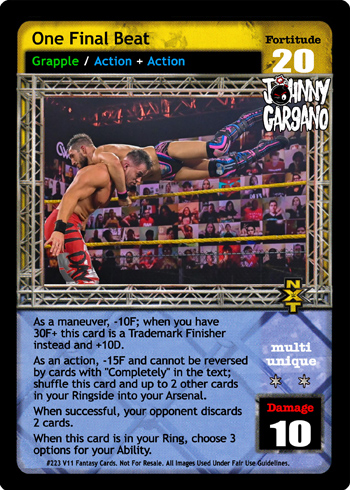 One Final Beat
Fortitude
20
Grapple / Action + Action
JOHNNY
GARGANO
NXT
As a maneuver, -10F; when you have
30F+ this card is a Trademark Finisher
instead and +10D.
As an action, -15F and cannot be reversed
by cards with "Completely" in the text;
shuffle this card and up to 2 other cards
in your Ringside into your Arsenal.
When successful, your opponent discards
2 cards.
When this card is in your Ring, choose 3
options for your Ability.
multi
unique
Damage
10
#223 V11 Fantasy Cards. Not For Resale. All Images Used Under Fair Use Guidelines.